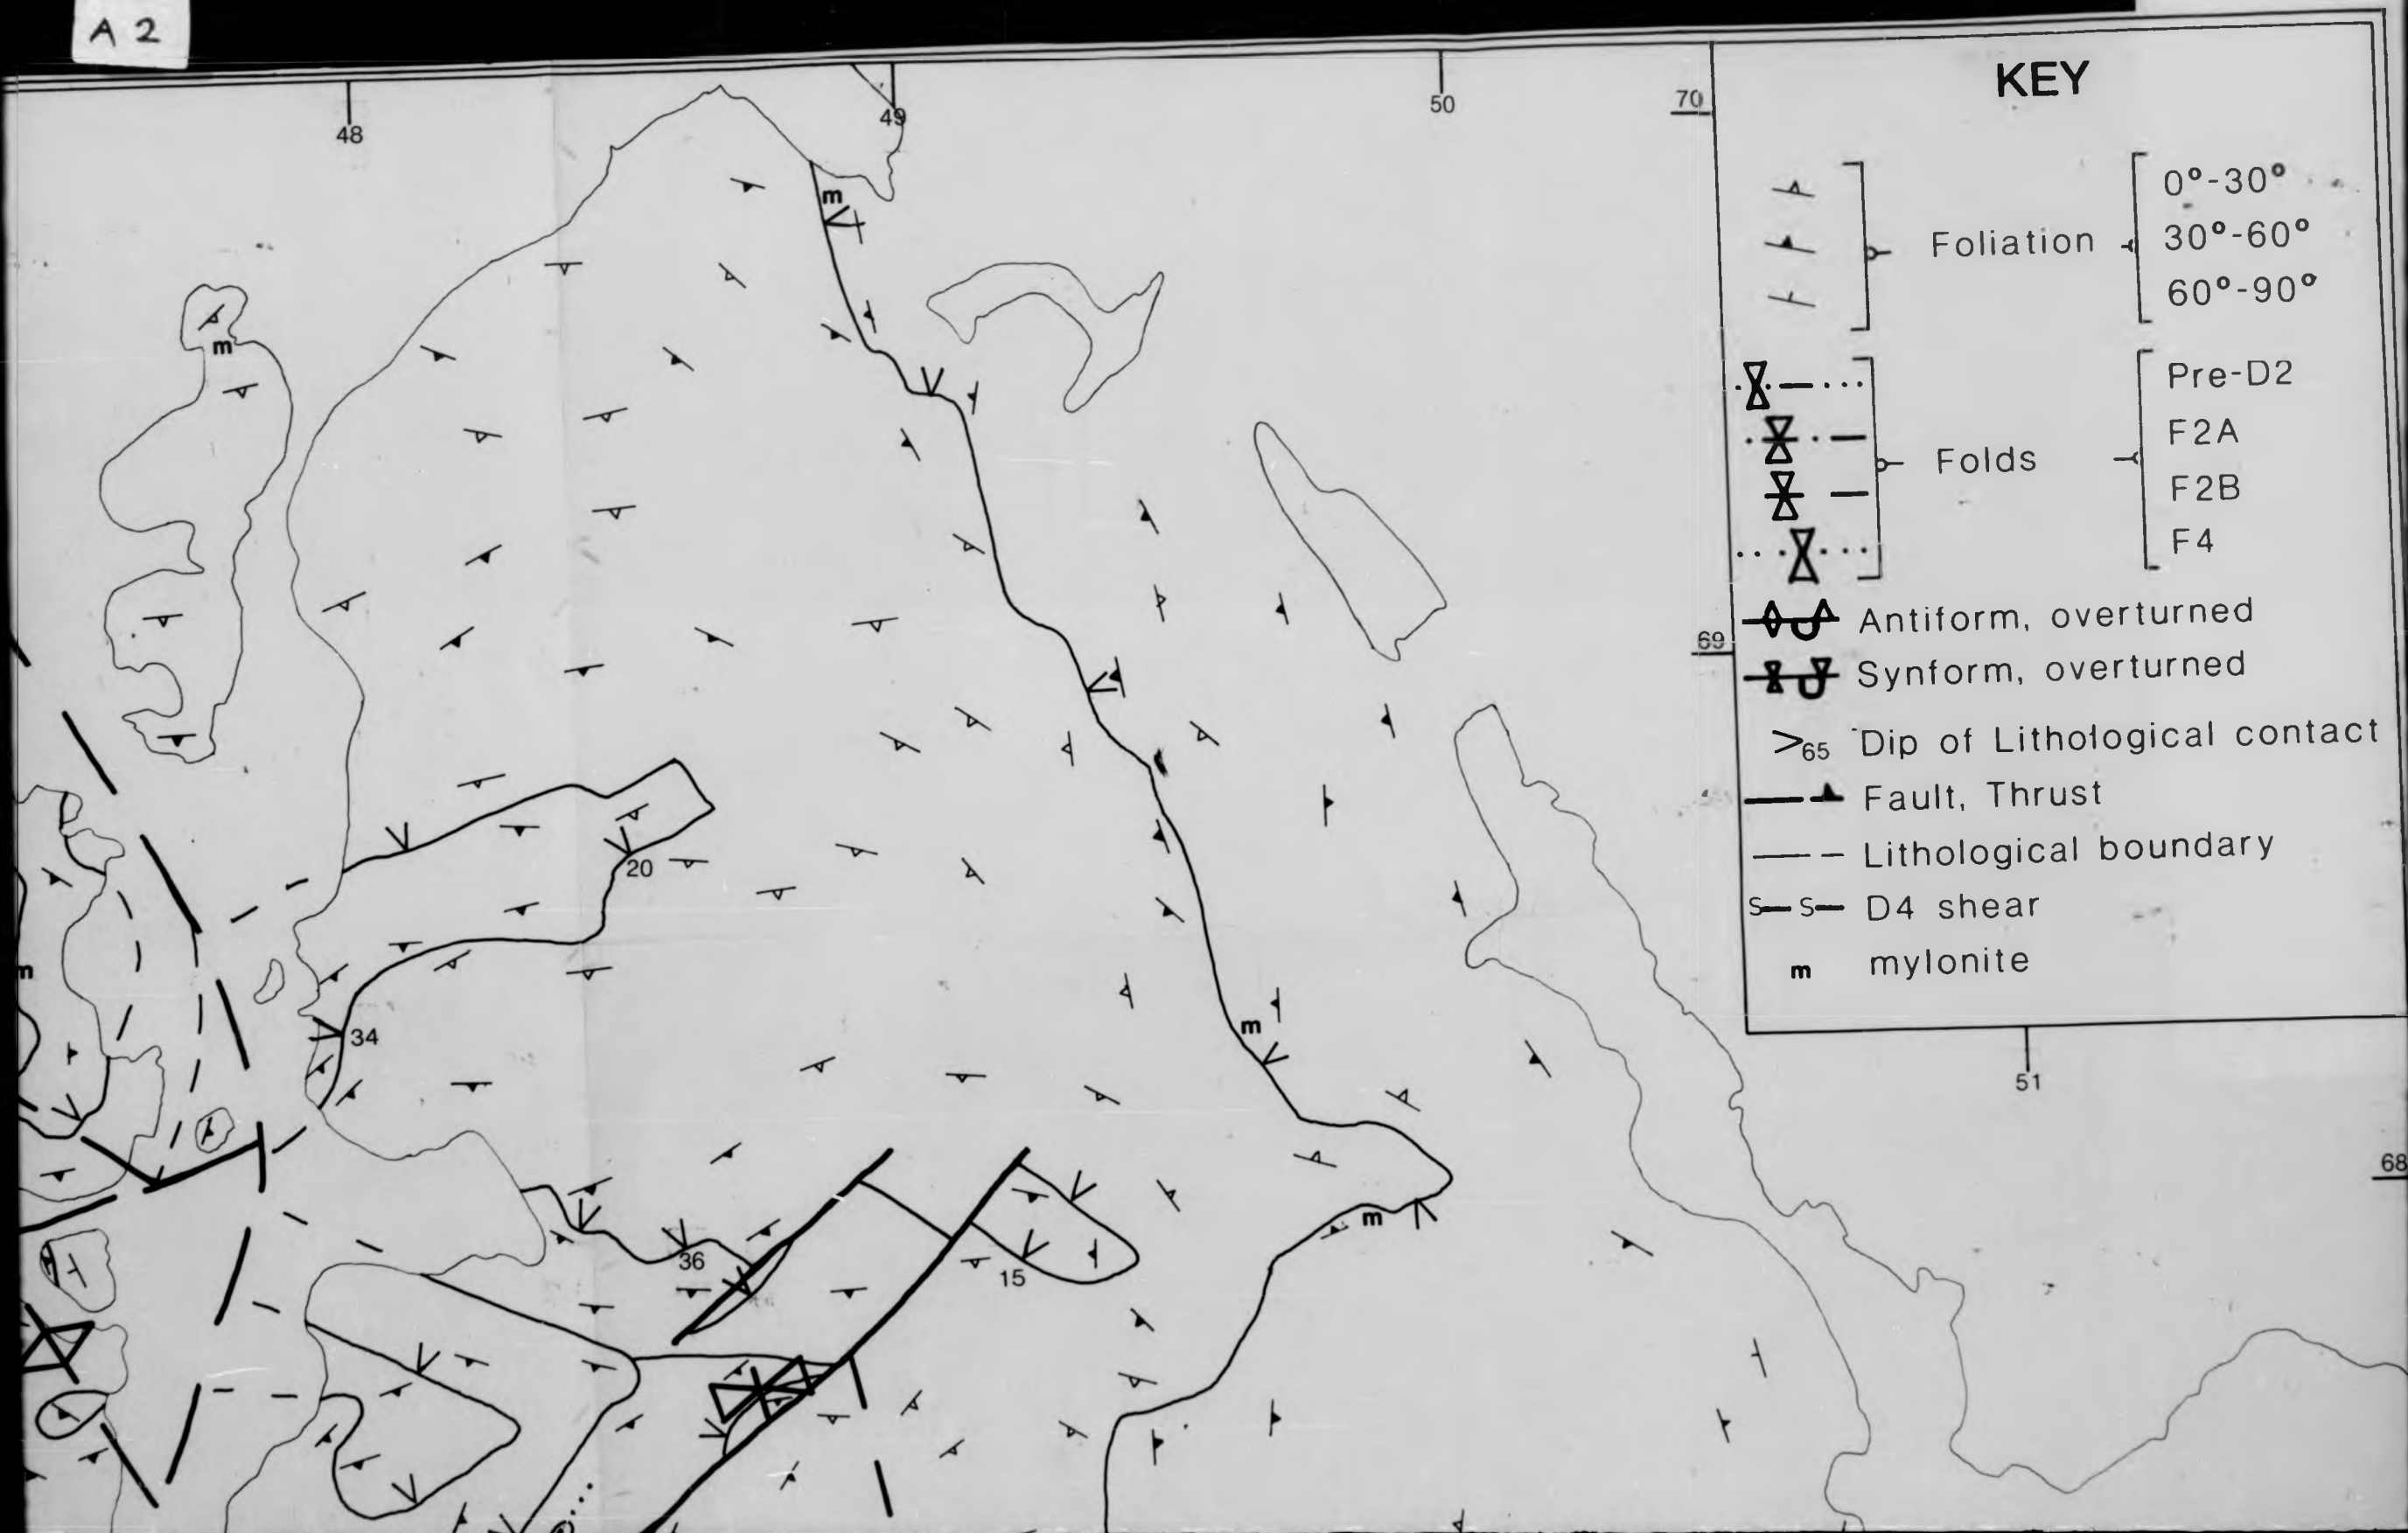 A 2
48
49
50
70
KEY
Foliation
0°-30°
30°-60°
60°-90°
Folds
Pre-D2
F2A
F2B
F4
69
Antiform, overturned
Synform, overturned
>65 Dip of Lithological contact
Fault, Thrust
Lithological boundary
S S D4 shear
m mylonite
51
68
m
m
m
20
34
m
m
36
15